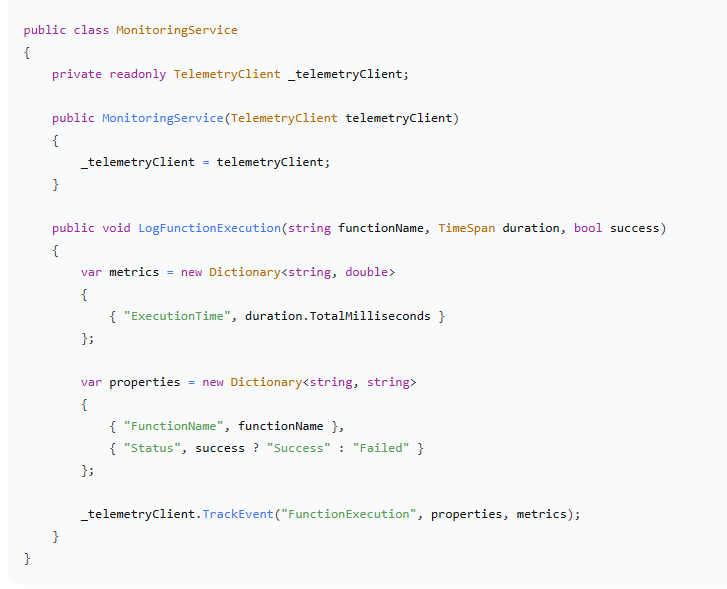 public class MonitoringService
{
    private readonly TelemetryClient _telemetryClient;

    public MonitoringService(TelemetryClient telemetryClient)
    {
        _telemetryClient = telemetryClient;
    }

    public void LogFunctionExecution(string functionName, TimeSpan duration, bool success)
    {
        var metrics = new Dictionary<string, double>
        {
            { "ExecutionTime", duration.TotalMilliseconds }
        };

        var properties = new Dictionary<string, string>
        {
            { "FunctionName", functionName },
            { "Status", success ? "Success" : "Failed" }
        };

        _telemetryClient.TrackEvent("FunctionExecution", properties, metrics);
    }
}